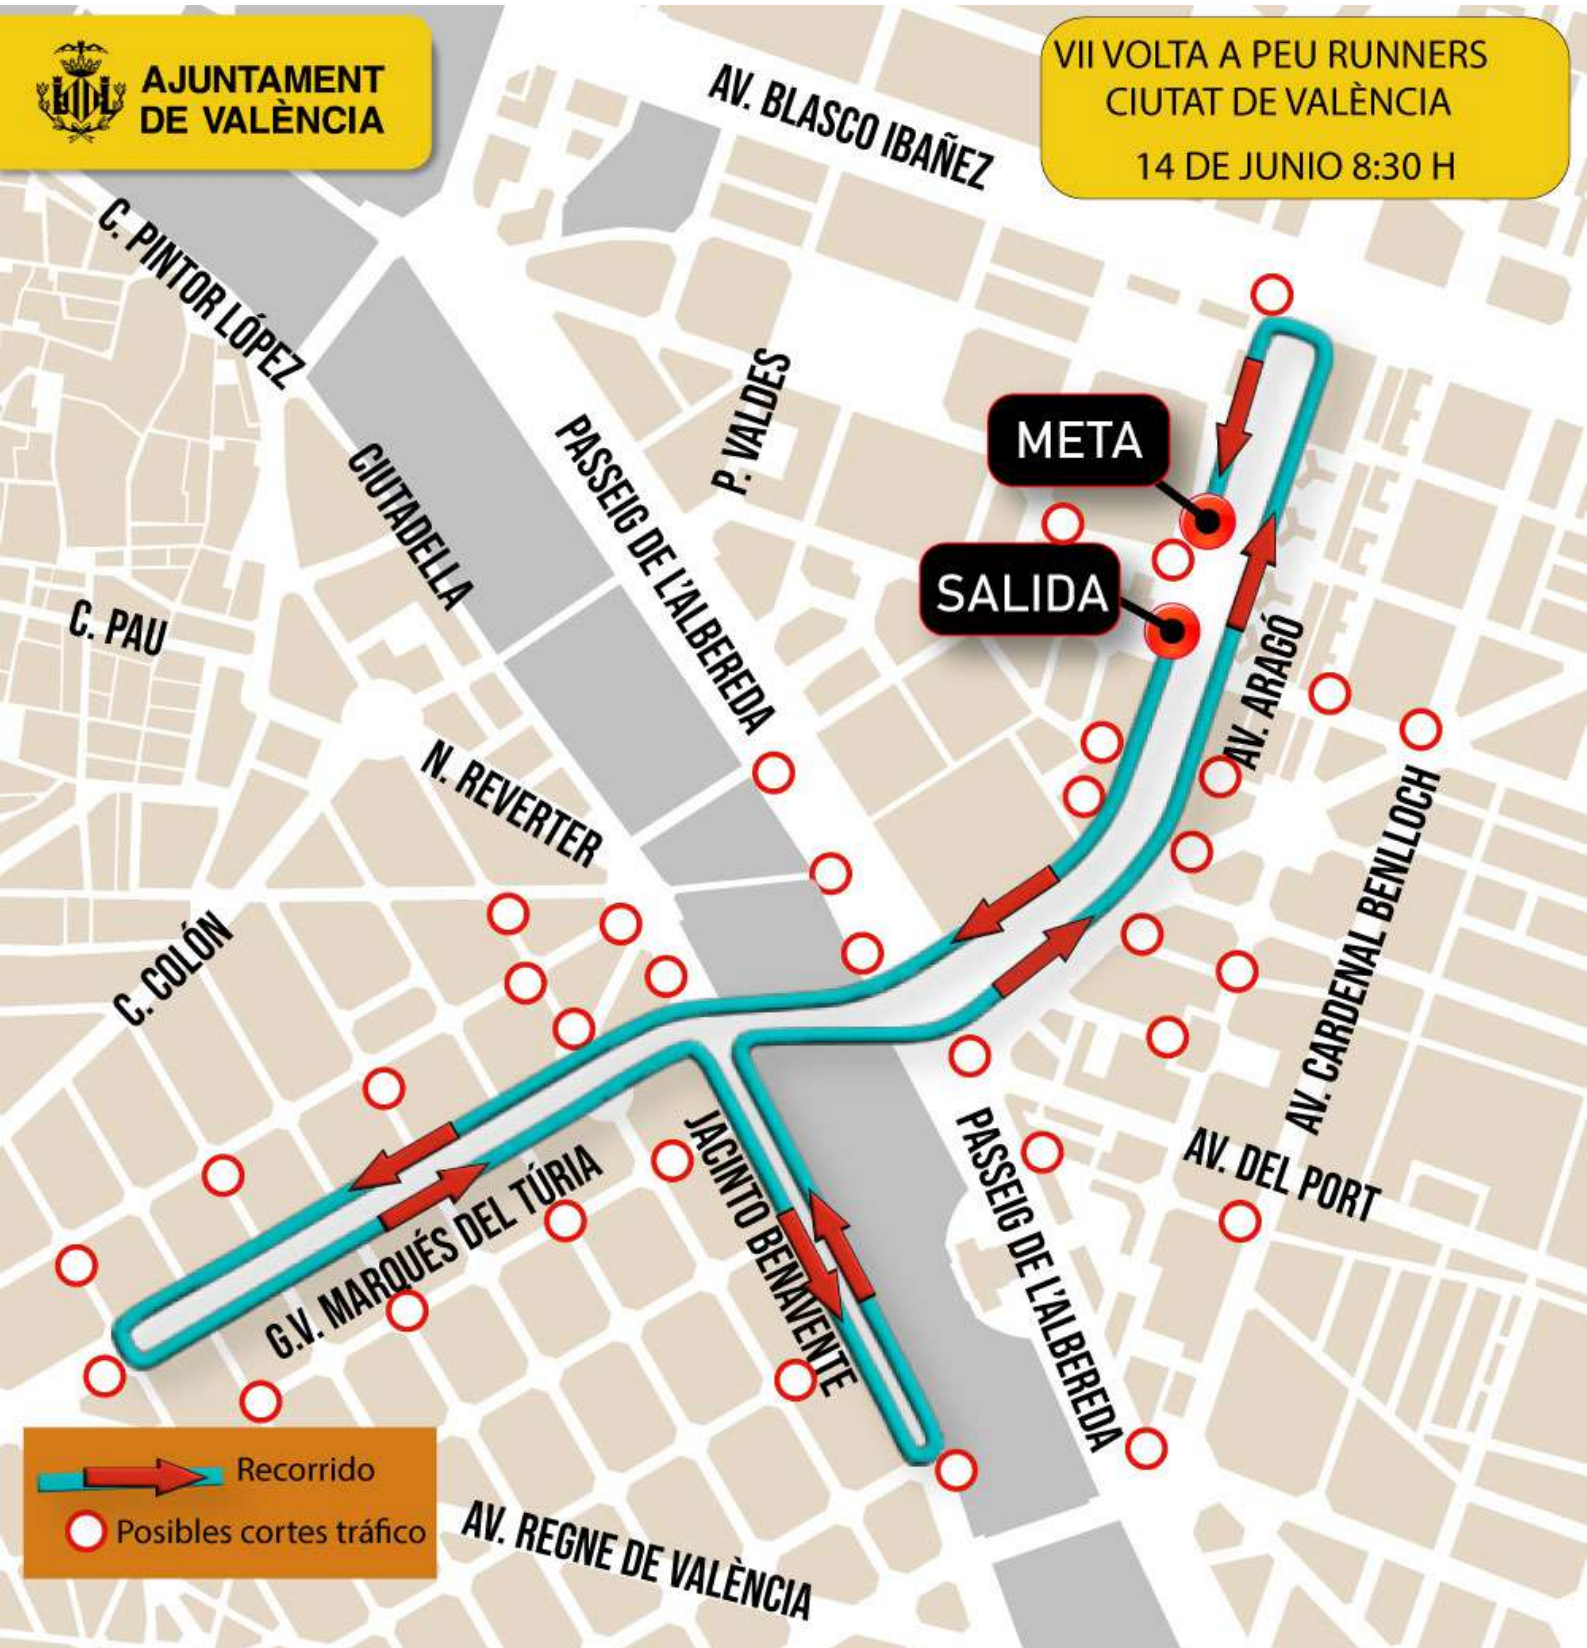 AJUNTAMENT
DE VALÈNCIA
VII VOLTA A PEU RUNNERS
CIUTAT DE VALÈNCIA
14 DE JUNIO 8:30 H
AV. BLASCO IBAÑEZ
C. PINTOR LÓPEZ
P. VALDES
META
CIUTADELLA
PASSEIG DE L'ALBEREDA
SALIDA
C. PAU
AV. ARAGÓ
N. REVERTER
AV. CARDENAL BENLLOCH
C. COLÓN
G.V. MARQUÉS DEL TÚRIA
JACINTO BENAVENTE
PASSEIG DE L'ALBEREDA
AV. DEL PORT
Recorrido
Posibles cortes tráfico
AV. REGNE DE VALÈNCIA